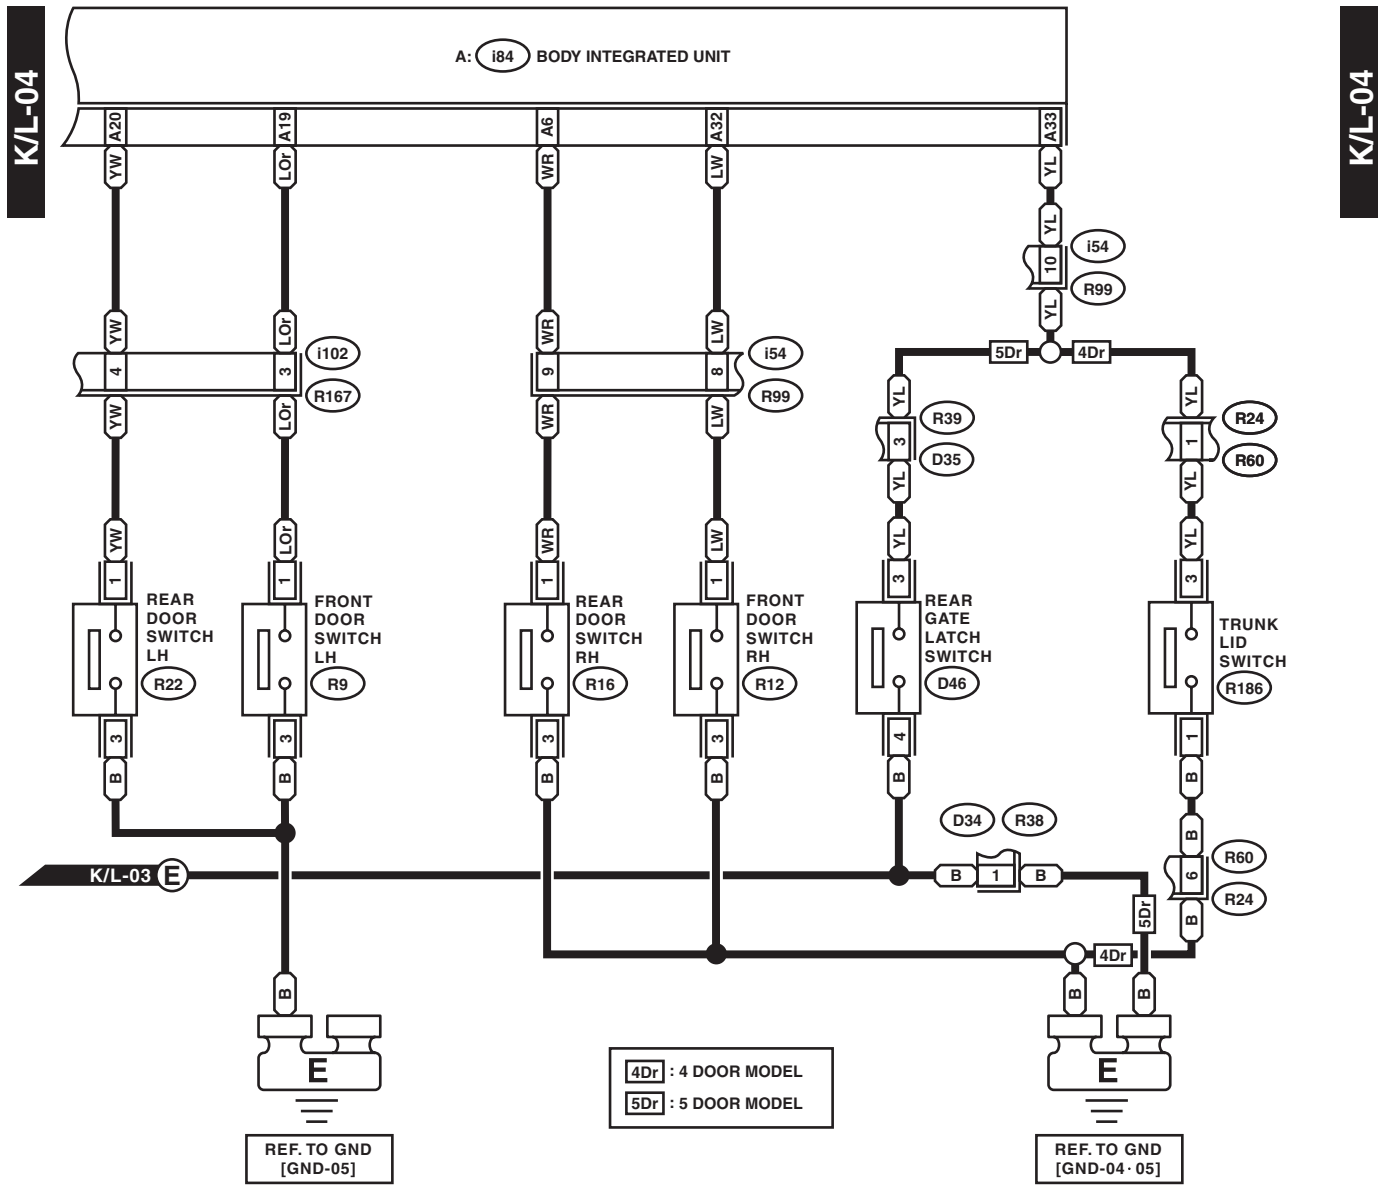 K/L-04
K/L-04
A: i84 BODY INTEGRATED UNIT
A20 A19 A6 A32 A33
YW LOr WR LW YL
YL
10
i54
R99
YL
YW LOr WR LW
4 3 i102
R167
9 8 i54
R99
YW LOr WR LW
5Dr 4Dr
YL YL
3 R39
D35
1 R24
R60
YL YL
YW LOr WR LW YL YL
1 1 1 1 3 3
REAR
DOOR
SWITCH
LH
R22
FRONT
DOOR
SWITCH
LH
R9
REAR
DOOR
SWITCH
RH
R16
FRONT
DOOR
SWITCH
RH
R12
REAR
GATE
LATCH
SWITCH
D46
TRUNK
LID
SWITCH
R186
3 3 3 3 4 1
B B B B B B
D34 R38
B
K/L-03 E
B 1 B
6 R60
R24
5Dr
B
4Dr
B B B
E E
REF. TO GND
[GND-05]
4Dr : 4 DOOR MODEL
5Dr : 5 DOOR MODEL
REF. TO GND
[GND-04·05]